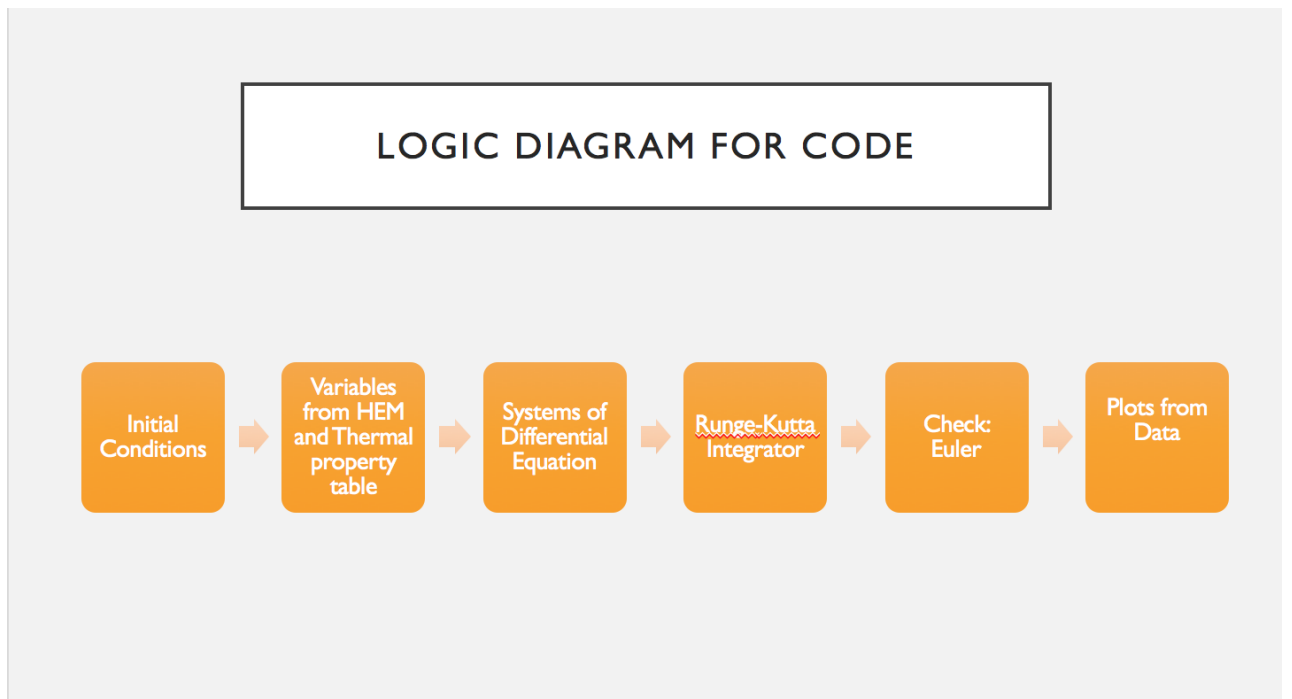 LOGIC DIAGRAM FOR CODE
Initial
Conditions
Variables
from HEM
and Thermal
property
table
Systems of
Differential
Equation
Runge-Kutta
Integrator
Check:
Euler
Plots from
Data